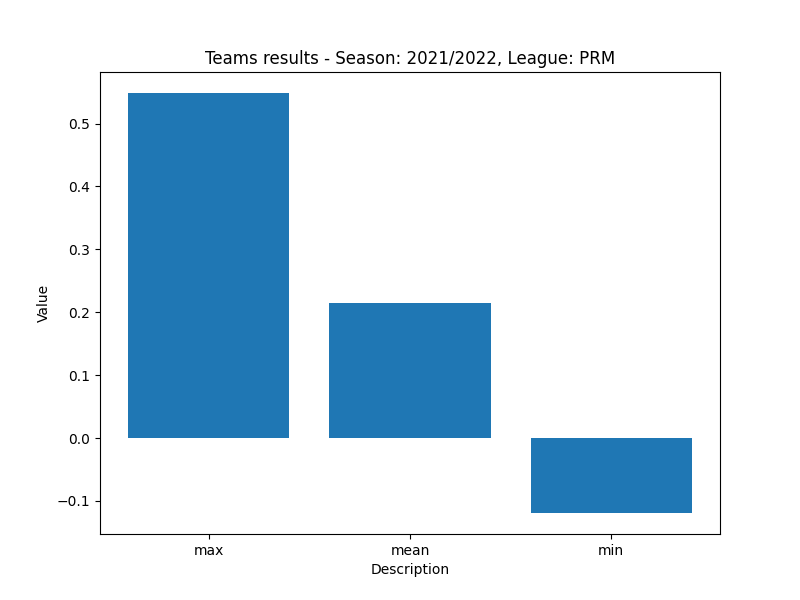 Teams results - Season: 2021/2022, League: PRM
0.5
0.4
0.3
0.2
0.1
0.0
−0.1
Value
max mean min
Description